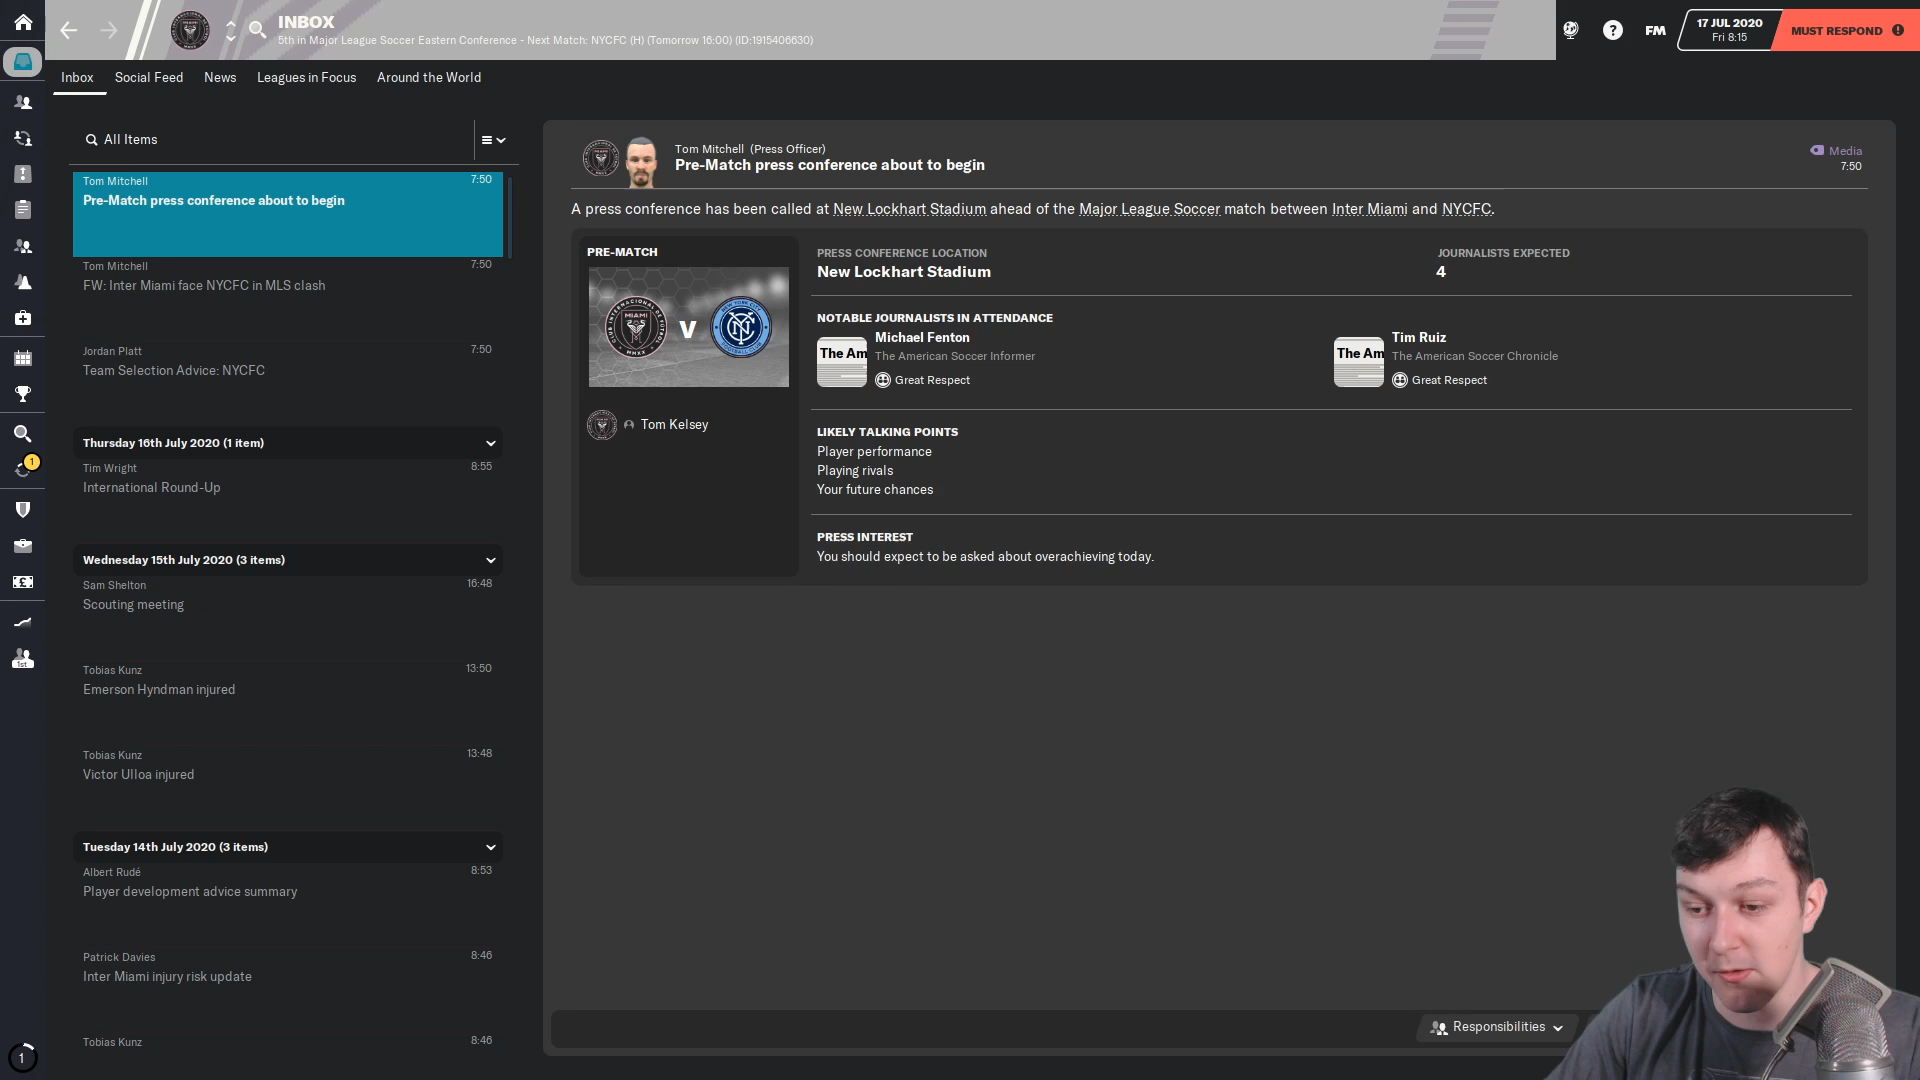 INBOX
5th in Major League Soccer Eastern Conference - Next Match: NYCFC (H) (Tomorrow 16:00) (ID:1915406630)
FM
17 JUL 2020
Fri 8:15
MUST RESPOND
Inbox Social Feed News Leagues in Focus Around the World
All Items
Tom Mitchell 7:50
Pre-Match press conference about to begin
Tom Mitchell 7:50
FW: Inter Miami face NYCFC in MLS clash
Jordan Platt 7:50
Team Selection Advice: NYCFC
Thursday 16th July 2020 (1 item)
Tim Wright 8:55
International Round-Up
Wednesday 15th July 2020 (3 items)
Sam Shelton 16:48
Scouting meeting
Tobias Kunz 13:50
Emerson Hyndman injured
Tobias Kunz 13:48
Victor Ulloa injured
Tuesday 14th July 2020 (3 items)
Albert Rudé 8:53
Player development advice summary
Patrick Davies 8:46
Inter Miami injury risk update
Tobias Kunz 8:46
1
1st
1
Tom Mitchell (Press Officer)
Pre-Match press conference about to begin
Media
7:50
A press conference has been called at New Lockhart Stadium ahead of the Major League Soccer match between Inter Miami and NYCFC.
PRE-MATCH
V
Tom Kelsey
PRESS CONFERENCE LOCATION
New Lockhart Stadium
JOURNALISTS EXPECTED
4
NOTABLE JOURNALISTS IN ATTENDANCE
The Am
Michael Fenton
The American Soccer Informer
Great Respect
The Am
Tim Ruiz
The American Soccer Chronicle
Great Respect
LIKELY TALKING POINTS
Player performance
Playing rivals
Your future chances
PRESS INTEREST
You should expect to be asked about overachieving today.
Responsibilities